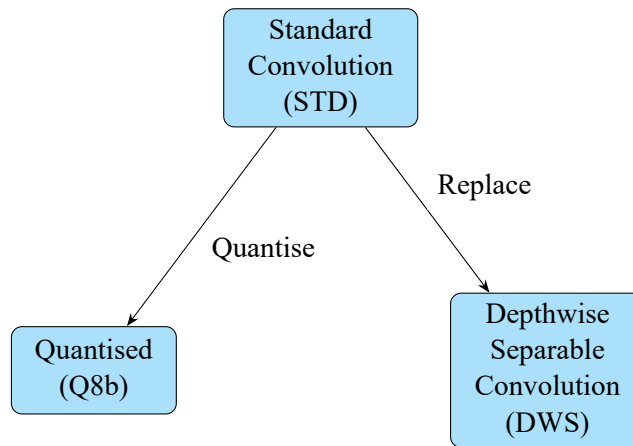 Standard
Convolution
(STD)
Replace
Quantise
Quantised
(Q8b)
Depthwise
Separable
Convolution
(DWS)